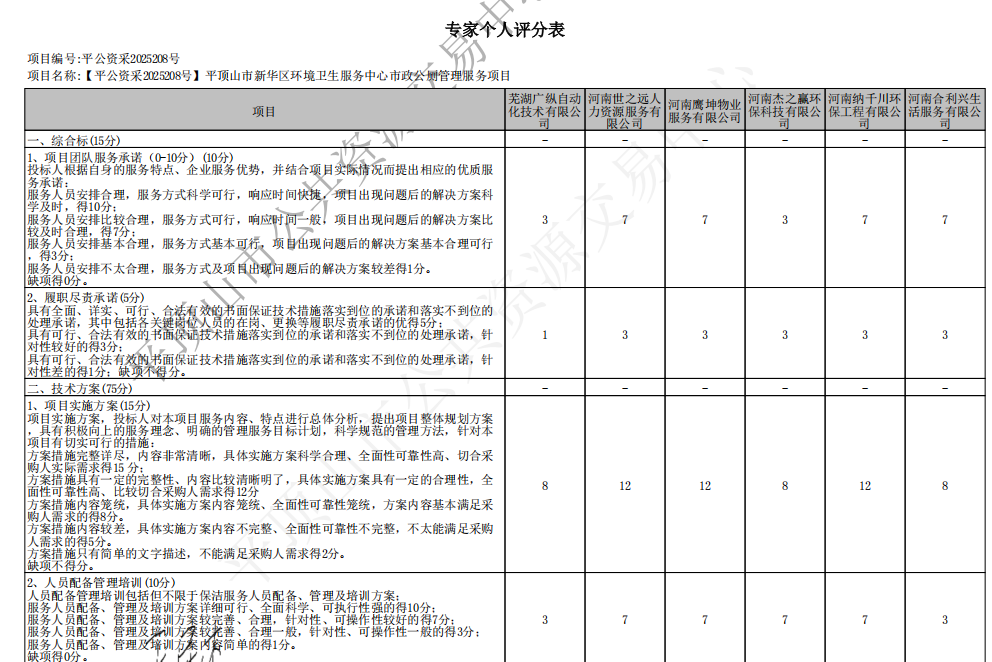 专家个人评分表
项目编号:平公资采2025208号
项目名称:【平公资采2025208号】平顶山市新华区环境卫生服务中心市政公厕管理服务项目
项目 芜湖广纵自动化技术有限公司 河南世之远人力资源服务有限公司 河南鹰坤物业服务有限公司 河南杰之赢环保科技有限公司 河南纳千川环保工程有限公司 河南合利兴生活服务有限公司
一、综合标(15分) — — — — — —
1、项目团队服务承诺（0-10分）(10分)
投标人根据自身的服务特点、企业服务优势，并结合项目实际情况而提出相应的优质服
务承诺：
服务人员安排合理，服务方式科学可行，响应时间快捷，项目出现问题后的解决方案科
学及时，得10分；
服务人员安排比较合理，服务方式可行，响应时间一般，项目出现问题后的解决方案比
较及时合理，得7分；
服务人员安排基本合理，服务方式基本可行，项目出现问题后的解决方案基本合理可行
，得3分；
服务人员安排不太合理，服务方式及项目出现问题后的解决方案较差得1分。
缺项得0分。
3 7 7 3 7 7
2、履职尽责承诺(5分)
具有全面、详实、可行、合法有效的书面保证技术措施落实到位的承诺和落实不到位的
处理承诺，其中包括各关键岗位人员的在岗、更换等履职尽责承诺的优得5分；
具有可行、合法有效的书面保证技术措施落实到位的承诺和落实不到位的处理承诺，针
对性较好的得3分；
具有可行、合法有效的书面保证技术措施落实到位的承诺和落实不到位的处理承诺，针
对性差的得1分；缺项不得分。
1 3 3 3 3 3
二、技术方案(75分) — — — — — —
1、项目实施方案(15分)
项目实施方案，投标人对本项目服务内容、特点进行总体分析，提出项目整体规划方案
，具有积极向上的服务理念、明确的管理服务目标计划，科学规范的管理方法，针对本
项目有切实可行的措施：
方案措施完整详尽，内容非常清晰，具体实施方案科学合理、全面性可靠性高、切合采
购人实际需求得15 分；
方案措施具有一定的完整性、内容比较清晰明了，具体实施方案具有一定的合理性，全
面性可靠性高、比较切合采购人需求得12分
方案措施内容笼统，具体实施方案内容笼统、全面性可靠性笼统，方案内容基本满足采
购人需求的得8分。
方案措施内容较差，具体实施方案内容不完整、全面性可靠性不完整，不太能满足采购
人需求的得5分。
方案措施只有简单的文字描述，不能满足采购人需求得2分。
缺项不得分。
8 12 12 8 12 8
2、人员配备管理培训(10分)
人员配备管理培训包括但不限于保洁服务人员配备、管理及培训方案；
服务人员配备、管理及培训方案详细可行、全面科学、可执行性强的得10分；
服务人员配备、管理及培训方案较完善、合理，针对性、可操作性较好的得7分；
服务人员配备、管理及培训方案较完善、合理一般，针对性、可操作性一般的得3分；
服务人员配备、管理及培训方案内容简单的得1分。
缺项得0分。
3 7 7 7 7 3
平顶山市公共资源交易中
平顶山市公共资源交易中心